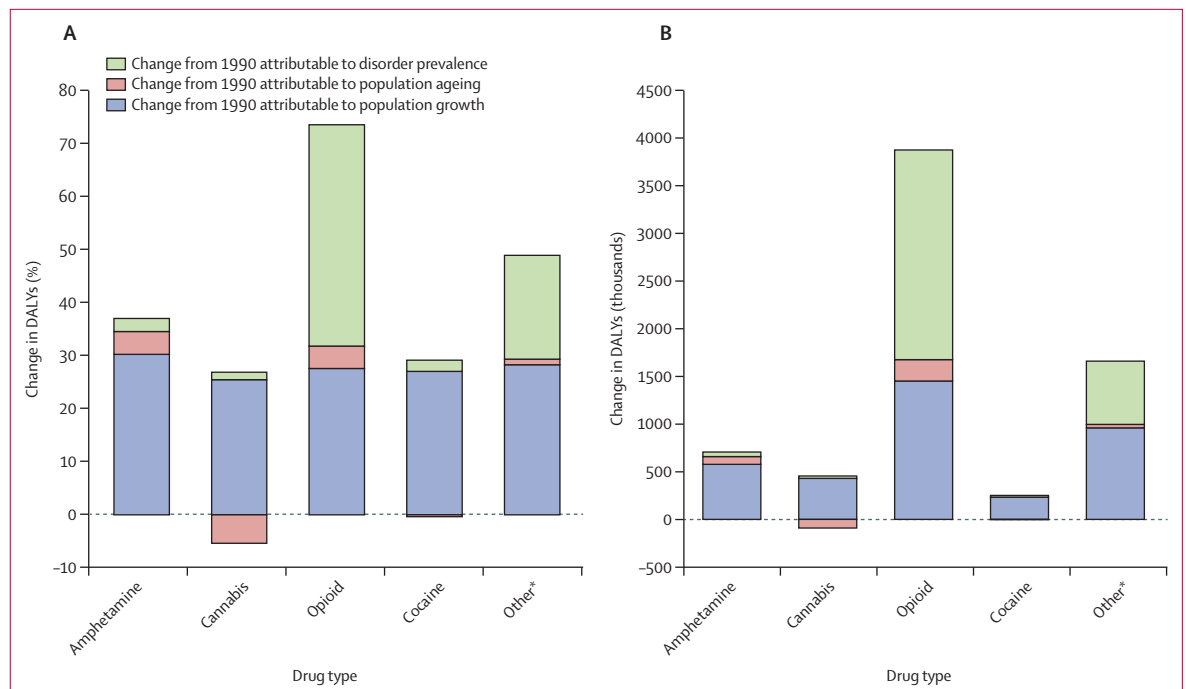 A
Change from 1990 attributable to disorder prevalence
Change from 1990 attributable to population ageing
Change from 1990 attributable to population growth
80
70
60
50
40
30
20
10
0
–10
Change in DALYs (%)
Amphetamine
Cannabis
Opioid
Cocaine
Other*
Drug type
B
4500
4000
3500
3000
2500
2000
1500
1000
500
0
–500
Change in DALYs (thousands)
Amphetamine
Cannabis
Opioid
Cocaine
Other*
Drug type